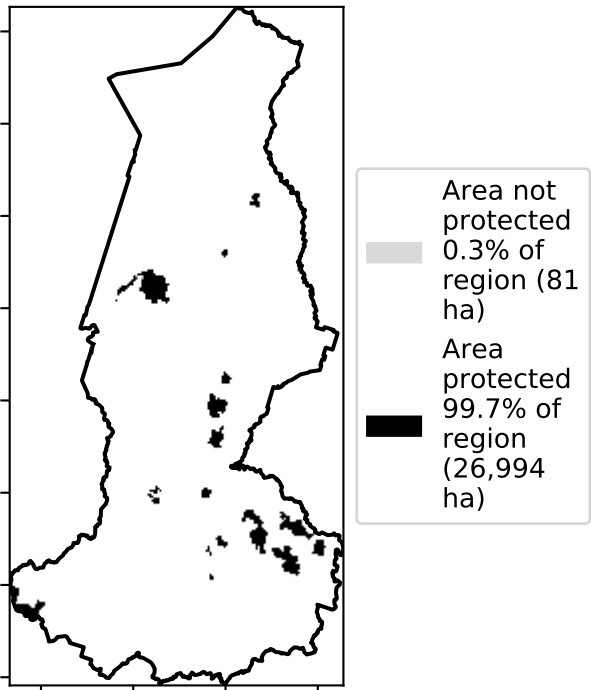 Area not
protected
0.3% of
region (81
ha)
Area
protected
99.7% of
region
(26,994
ha)